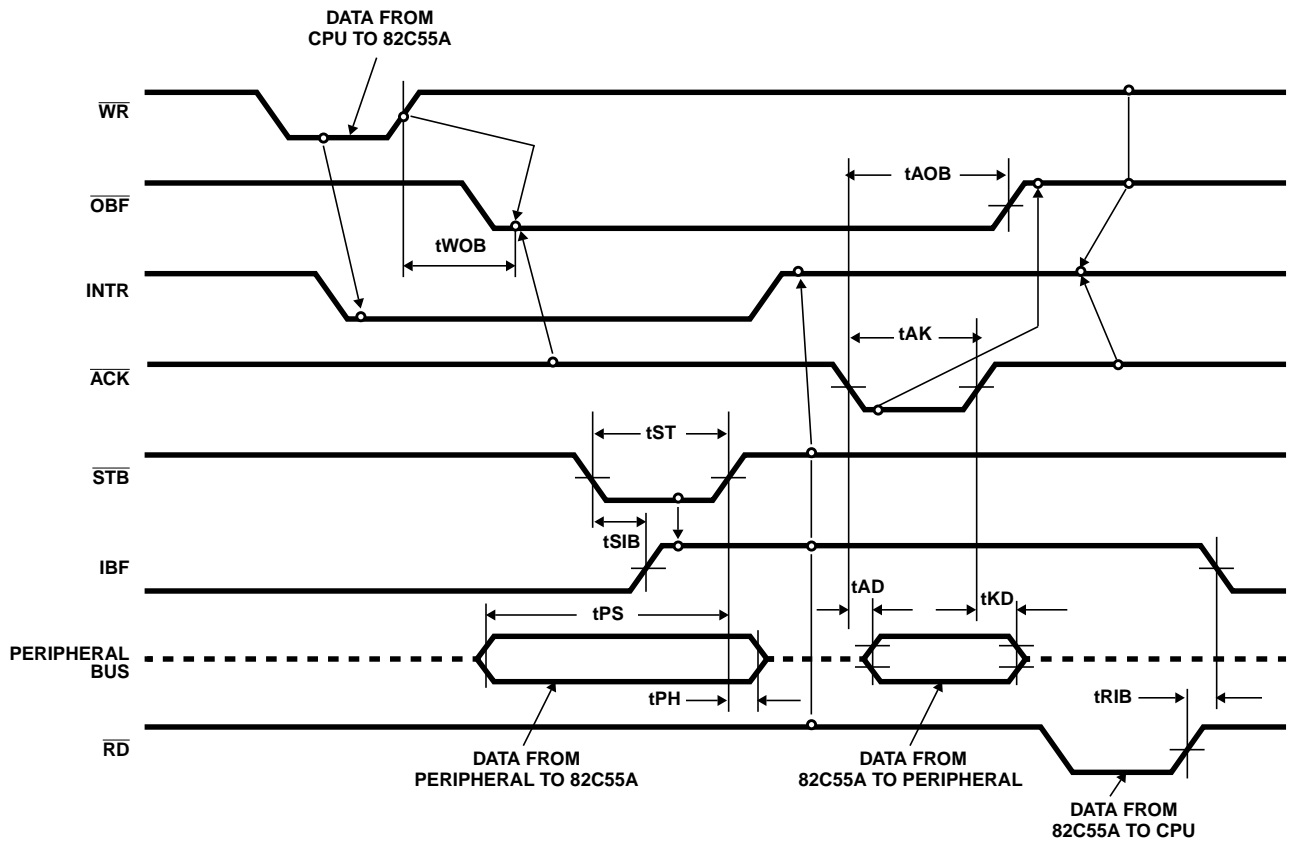 DATA FROM
CPU TO 82C55A
WR
tAOB
OBF
tWOB
INTR
tAK
ACK
tST
STB
tSIB
IBF
tAD
tKD
tPS
PERIPHERAL
BUS
tPH
tRIB
RD
DATA FROM
PERIPHERAL TO 82C55A
DATA FROM
82C55A TO PERIPHERAL
DATA FROM
82C55A TO CPU